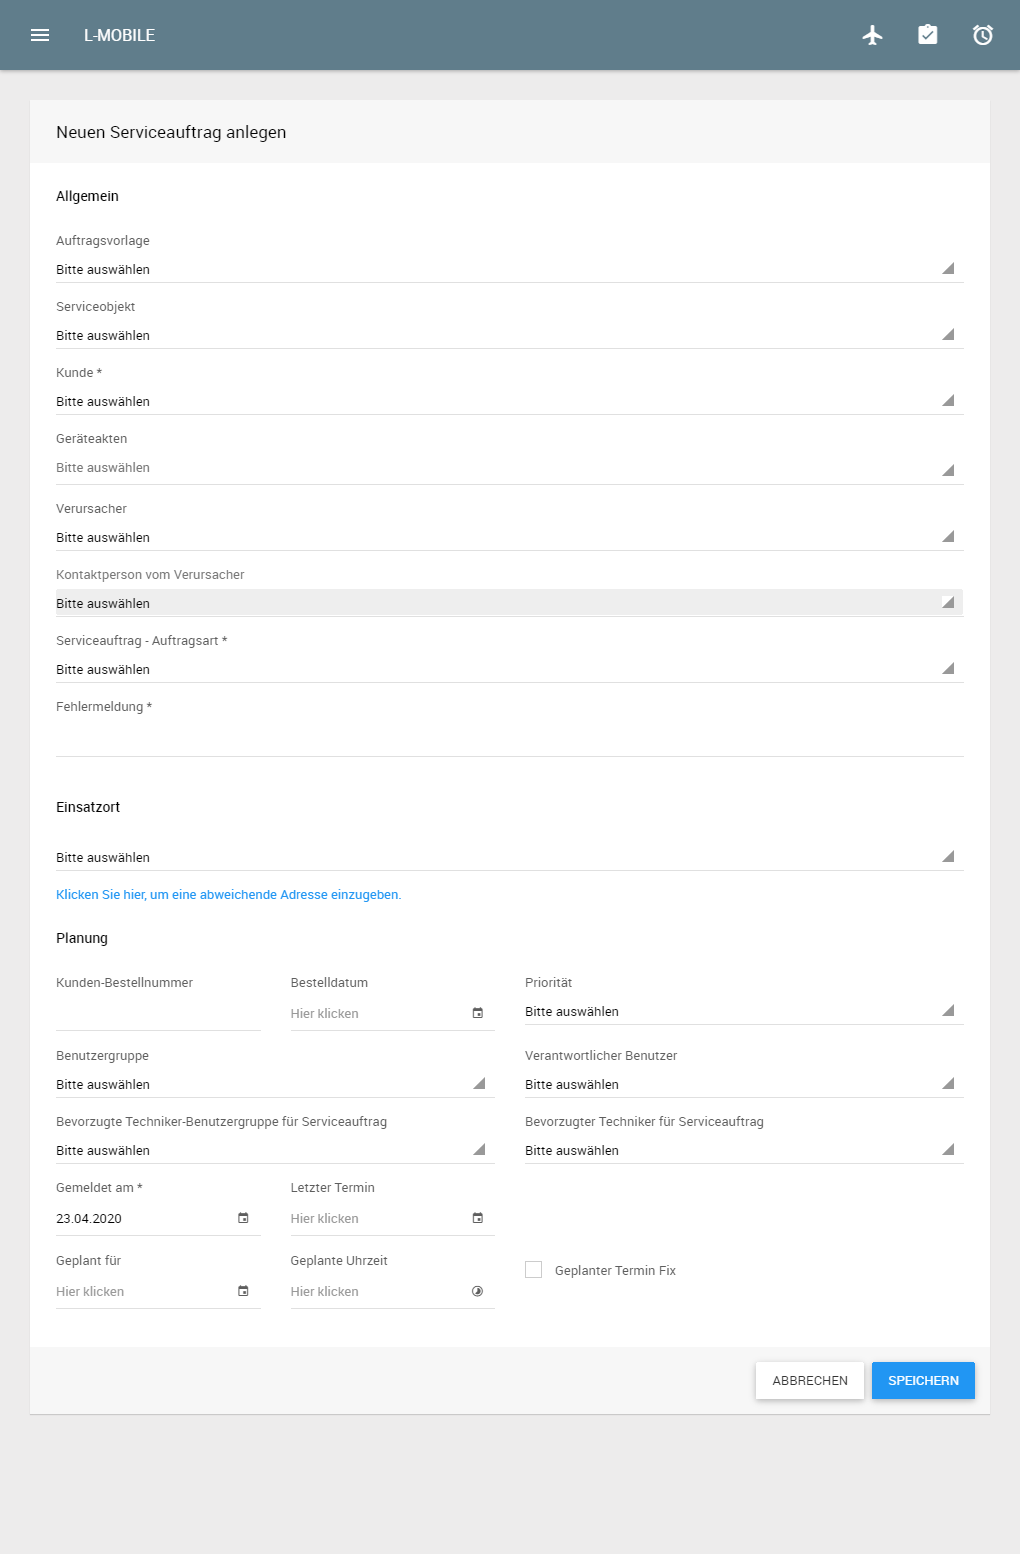 L-MOBILE
Neuen Serviceauftrag anlegen
Allgemein
Auftragsvorlage
Bitte auswählen
Serviceobjekt
Bitte auswählen
Kunde *
Bitte auswählen
Geräteakten
Bitte auswählen
Verursacher
Bitte auswählen
Kontaktperson vom Verursacher
Bitte auswählen
Serviceauftrag - Auftragsart *
Bitte auswählen
Fehlermeldung *
Einsatzort
Bitte auswählen
Klicken Sie hier, um eine abweichende Adresse einzugeben.
Planung
Kunden-Bestellnummer
Bestelldatum
Hier klicken
Priorität
Bitte auswählen
Benutzergruppe
Bitte auswählen
Verantwortlicher Benutzer
Bitte auswählen
Bevorzugte Techniker-Benutzergruppe für Serviceauftrag
Bitte auswählen
Bevorzugter Techniker für Serviceauftrag
Bitte auswählen
Gemeldet am *
23.04.2020
Letzter Termin
Hier klicken
Geplant für
Hier klicken
Geplante Uhrzeit
Hier klicken
Geplanter Termin Fix
ABBRECHEN
SPEICHERN